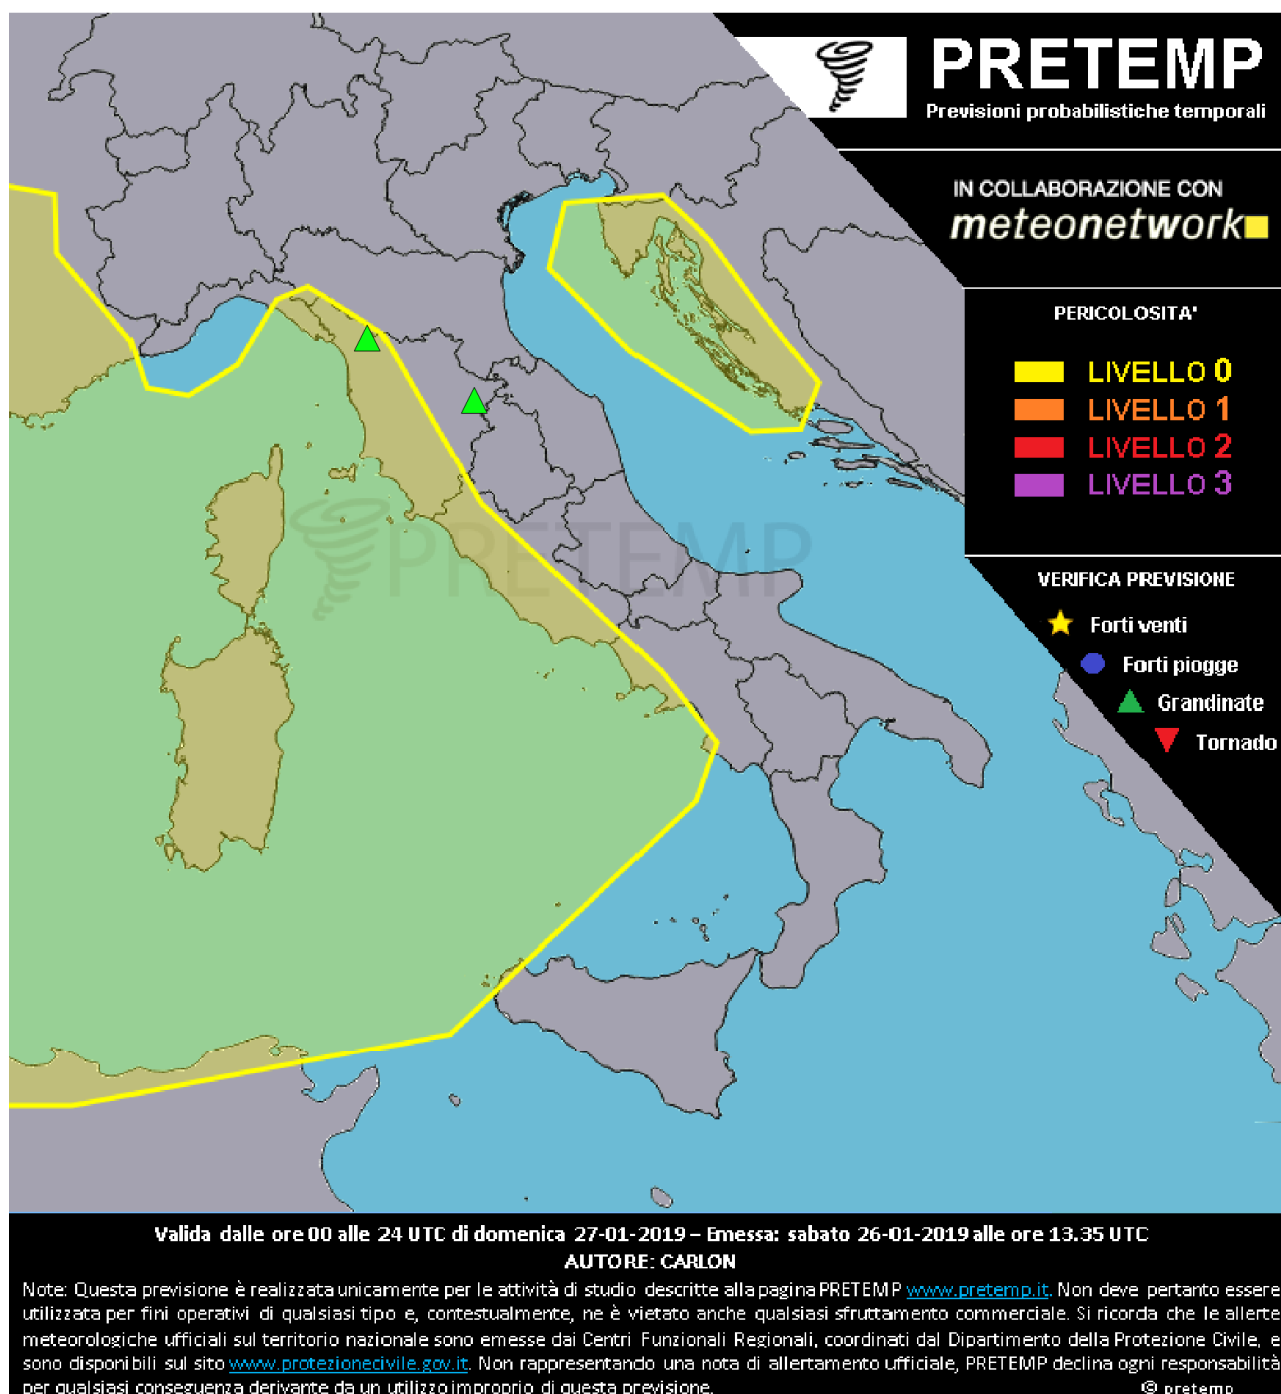 PRETEMP
Previsioni probabilistiche temporali
IN COLLABORAZIONE CON
meteonetwork
PERICOLOSITA'
LIVELLO 0
LIVELLO 1
LIVELLO 2
LIVELLO 3
PRETEMP
VERIFICA PREVISIONE
Forti venti
Forti piogge
Grandinate
Tornado
Valida dalle ore 00 alle 24 UTC di domenica 27-01-2019 – Emessa: sabato 26-01-2019 alle ore 13.35 UTC
AUTORE: CARLON
Note: Questa previsione è realizzata unicamente per le attività di studio descritte alla pagina PRETEMP www.pretemp.it. Non deve pertanto essere
utilizzata per fini operativi di qualsiasi tipo e, contestualmente, ne è vietato anche qualsiasi sfruttamento commerciale. Si ricorda che le allerte
meteorologiche ufficiali sul territorio nazionale sono emesse dai Centri Funzionali Regionali, coordinati dal Dipartimento della Protezione Civile, e
sono disponibili sul sito www.protezionecivile.gov.it. Non rappresentando una nota di allertamento ufficiale, PRETEMP declina ogni responsabilità
per qualsiasi conseguenza derivante da un utilizzo improprio di questa previsione.
© pretemp